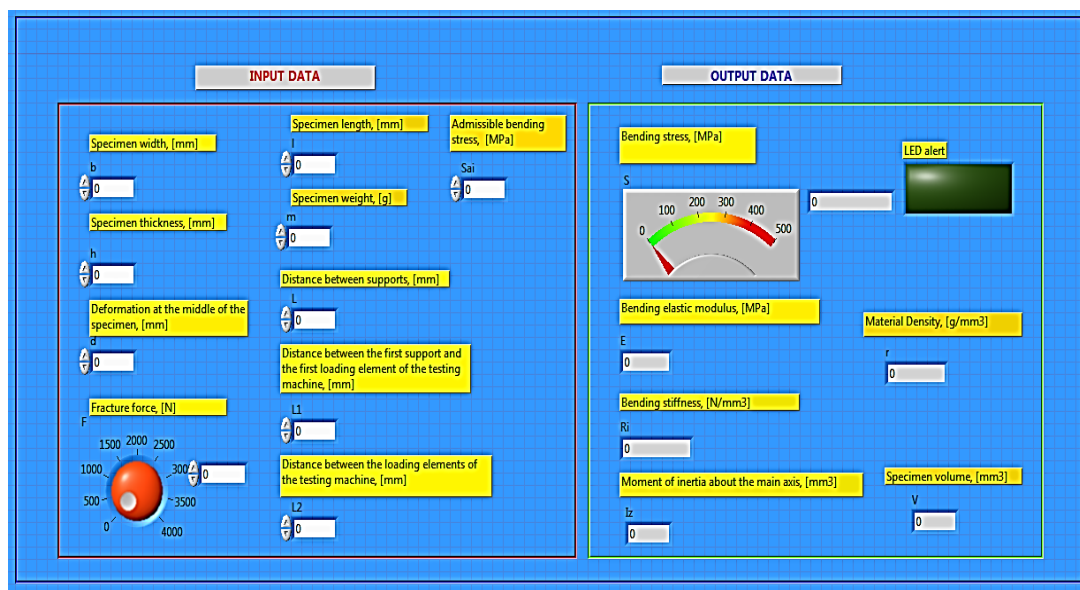 INPUT DATA
Specimen width, [mm]
b
0
Specimen thickness, [mm]
h
0
Deformation at the middle of the
specimen, [mm]
d
0
Fracture force, [N]
F
0
500
1000
1500
2000
2500
300
3500
4000
0
Specimen length, [mm]
l
0
Specimen weight, [g]
m
0
Distance between supports, [mm]
L
0
Distance between the first support and
the first loading element of the testing
machine, [mm]
L1
0
Distance between the loading elements of
the testing machine, [mm]
L2
0
Admissible bending
stress, [MPa]
Sai
0
OUTPUT DATA
Bending stress, [MPa]
S
0
100
200
300
400
500
0
LED alert
Bending elastic modulus, [MPa]
E
0
Bending stiffness, [N/mm3]
Ri
0
Moment of inertia about the main axis, [mm3]
Iz
0
Material Density, [g/mm3]
r
0
Specimen volume, [mm3]
V
0